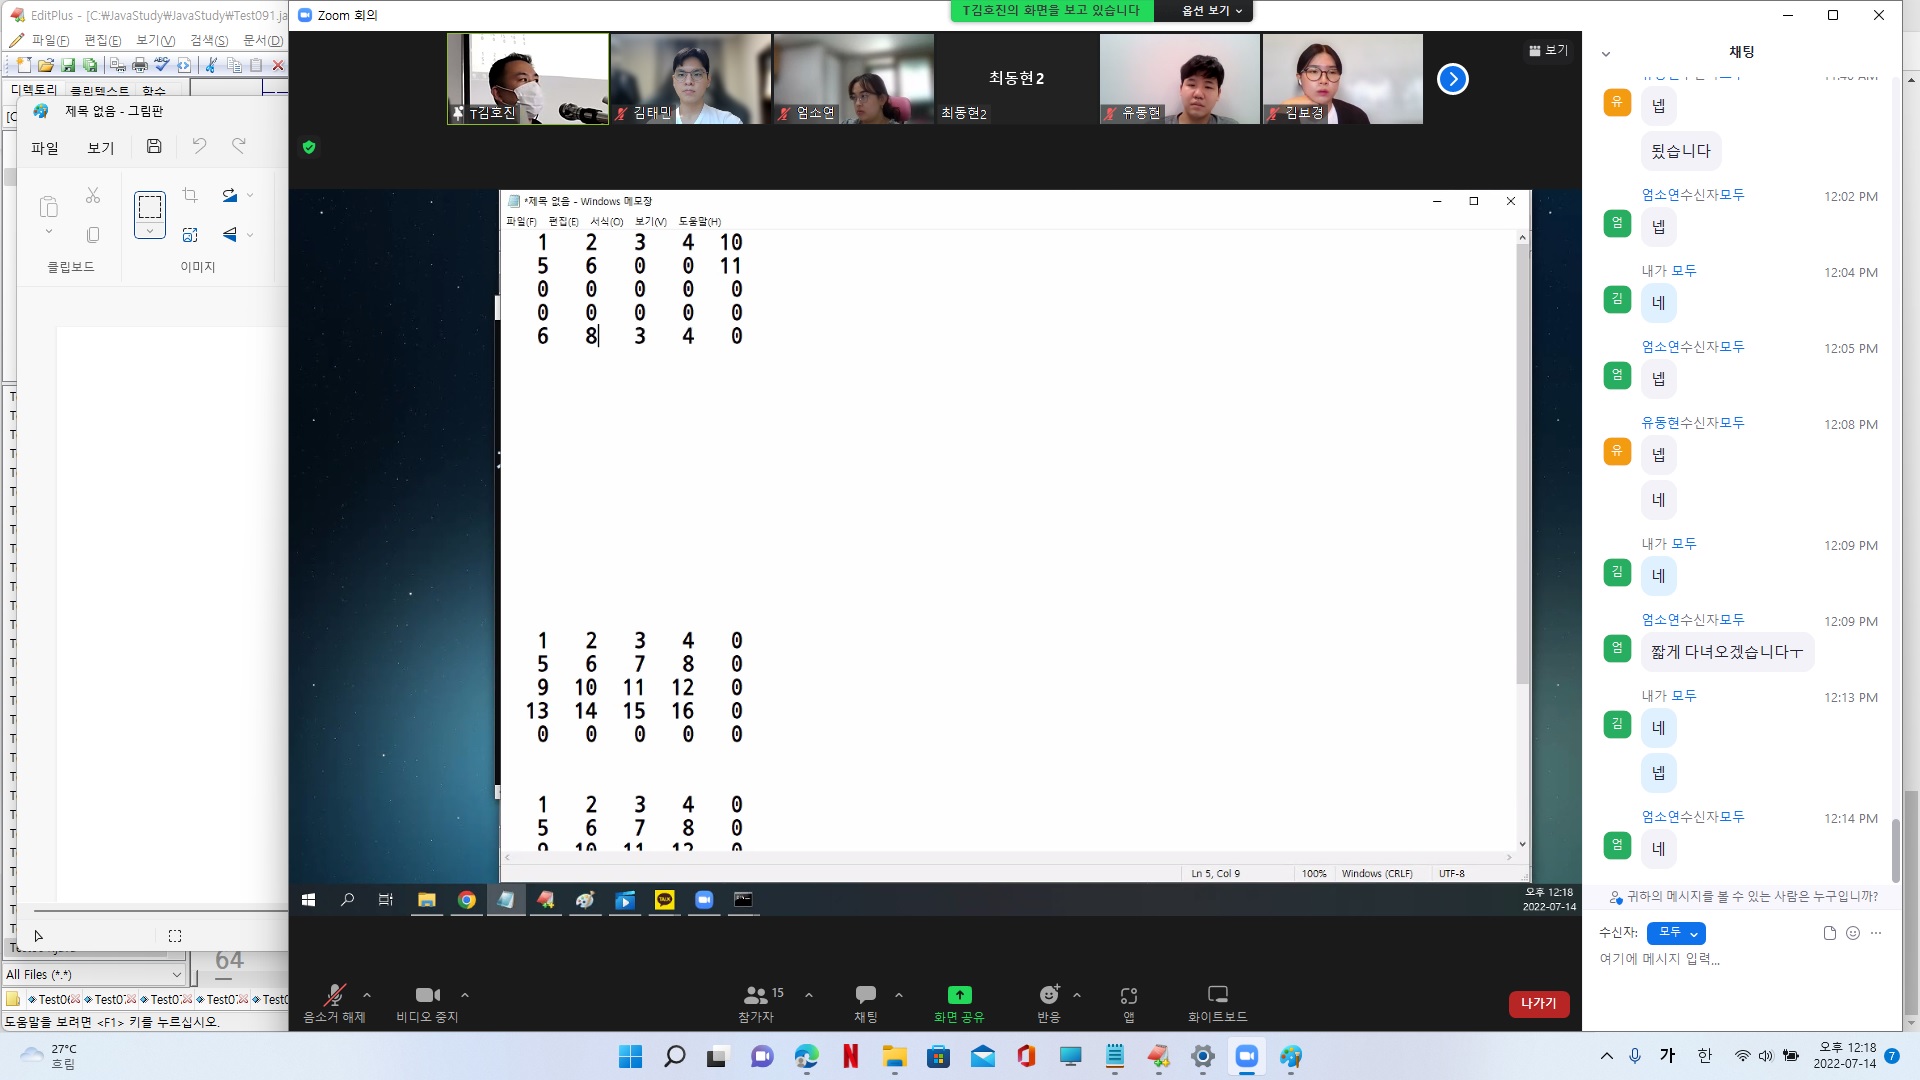 EditPlus - [C:₩JavaStudy₩JavaStudy₩Test091.ja
파일(F) 편집(E) 보기(V) 검색(S) 문서(D)
디렉토리 클립텍스트 함수
제목 없음 - 그림판
파일 보기
클립보드 이미지
All Files (*.*)
64
도움말을 보려면 <F1> 키를 누르십시오.
Zoom 회의
T김호진의 화면을 보고 있습니다 옵션 보기
T김호진
김태민
엄소연
최동현2
최동현2
유동현
김보경
보기
*제목 없음 - Windows 메모장
파일(F) 편집(E) 서식(O) 보기(V) 도움말(H)
1 2 3 4 10
5 6 0 0 11
0 0 0 0 0
0 0 0 0 0
6 8 3 4 0
1 2 3 4 0
5 6 7 8 0
9 10 11 12 0
13 14 15 16 0
0 0 0 0 0
1 2 3 4 0
5 6 7 8 0
9 10 11 12 0
Ln 5, Col 9 100% Windows (CRLF) UTF-8
오후 12:18
2022-07-14
음소거 해제 비디오 중지 참가자 15 채팅 화면 공유 반응 앱 화이트보드 나가기
채팅
유 넵
됬습니다
엄소연수신자모두 12:02 PM
엄 넵
내가 모두 12:04 PM
김 네
엄소연수신자모두 12:05 PM
엄 넵
유동현수신자모두 12:08 PM
유 넵
네
내가 모두 12:09 PM
김 네
엄소연수신자모두 12:09 PM
엄 짧게 다녀오겠습니다ㅜ
내가 모두 12:13 PM
김 네
넵
엄소연수신자모두 12:14 PM
엄 네
귀하의 메시지를 볼 수 있는 사람은 누구입니까?
수신자: 모두
여기에 메시지 입력...
27°C
흐림
가 한
오후 12:18
2022-07-14
7